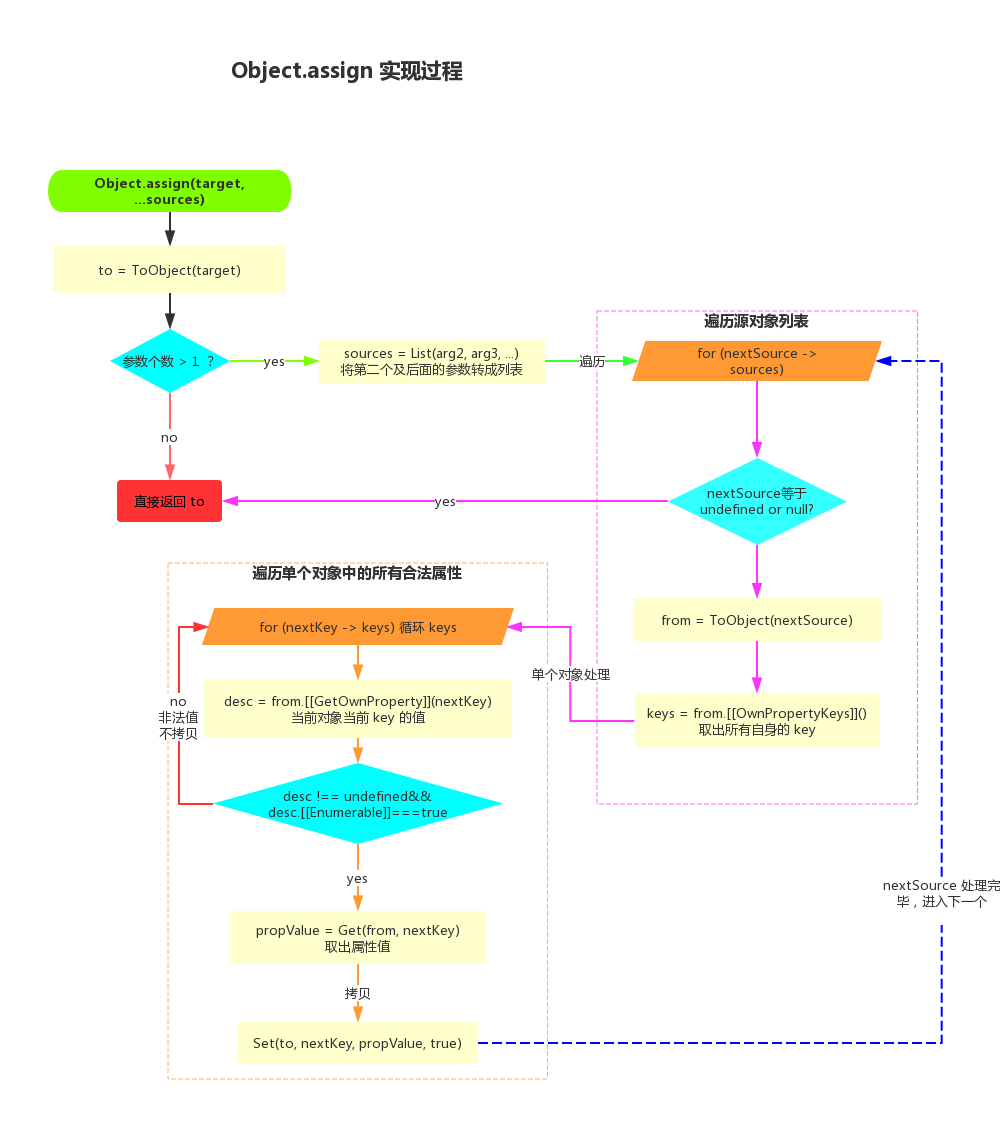 Object.assign 实现过程
Object.assign(target,
...sources)
to = ToObject(target)
参数个数 > 1 ？
yes
sources = List(arg2, arg3, ...)
将第二个及后面的参数转成列表
遍历
遍历源对象列表
for (nextSource ->
sources)
no
直接返回 to
yes
nextSource等于
undefined or null?
from = ToObject(nextSource)
keys = from.[[OwnPropertyKeys]]()
取出所有自身的 key
单个对象处理
遍历单个对象中的所有合法属性
for (nextKey -> keys) 循环 keys
desc = from.[[GetOwnProperty]](nextKey)
当前对象当前 key 的值
no
非法值
不拷贝
desc !== undefined&&
desc.[[Enumerable]]===true
yes
propValue = Get(from, nextKey)
取出属性值
拷贝
Set(to, nextKey, propValue, true)
nextSource 处理完
毕，进入下一个